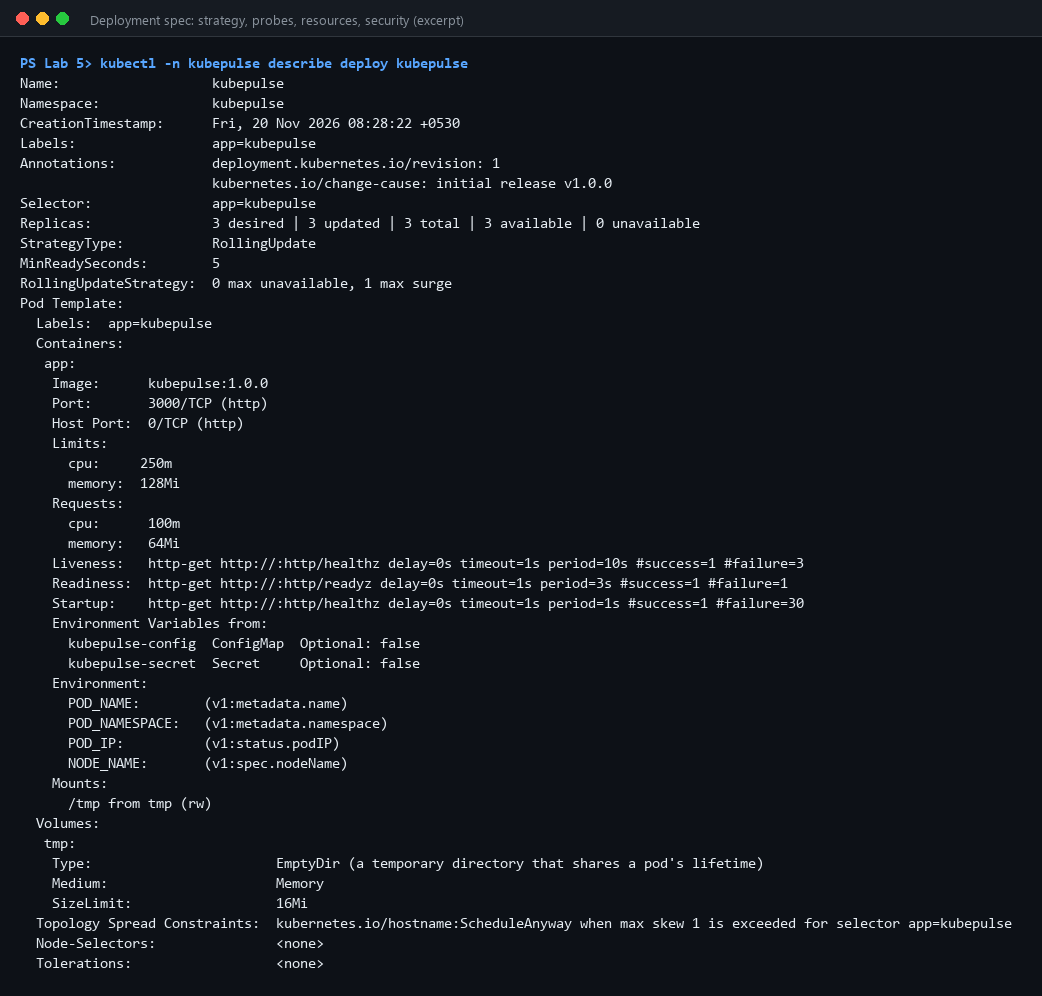 Deployment spec: strategy, probes, resources, security (excerpt)
PS Lab 5> kubectl -n kubepulse describe deploy kubepulse
Name:                   kubepulse
Namespace:              kubepulse
CreationTimestamp:      Fri, 20 Nov 2026 08:28:22 +0530
Labels:                 app=kubepulse
Annotations:            deployment.kubernetes.io/revision: 1
                        kubernetes.io/change-cause: initial release v1.0.0
Selector:               app=kubepulse
Replicas:               3 desired | 3 updated | 3 total | 3 available | 0 unavailable
StrategyType:           RollingUpdate
MinReadySeconds:        5
RollingUpdateStrategy:  0 max unavailable, 1 max surge
Pod Template:
  Labels:  app=kubepulse
  Containers:
   app:
    Image:      kubepulse:1.0.0
    Port:       3000/TCP (http)
    Host Port:  0/TCP (http)
    Limits:
      cpu:     250m
      memory:  128Mi
    Requests:
      cpu:      100m
      memory:   64Mi
    Liveness:   http-get http://:http/healthz delay=0s timeout=1s period=10s #success=1 #failure=3
    Readiness:  http-get http://:http/readyz delay=0s timeout=1s period=3s #success=1 #failure=1
    Startup:    http-get http://:http/healthz delay=0s timeout=1s period=1s #success=1 #failure=30
    Environment Variables from:
      kubepulse-config  ConfigMap  Optional: false
      kubepulse-secret  Secret     Optional: false
    Environment:
      POD_NAME:        (v1:metadata.name)
      POD_NAMESPACE:   (v1:metadata.namespace)
      POD_IP:          (v1:status.podIP)
      NODE_NAME:       (v1:spec.nodeName)
    Mounts:
      /tmp from tmp (rw)
  Volumes:
   tmp:
    Type:                       EmptyDir (a temporary directory that shares a pod's lifetime)
    Medium:                     Memory
    SizeLimit:                  16Mi
  Topology Spread Constraints:  kubernetes.io/hostname:ScheduleAnyway when max skew 1 is exceeded for selector app=kubepulse
  Node-Selectors:               <none>
  Tolerations:                  <none>